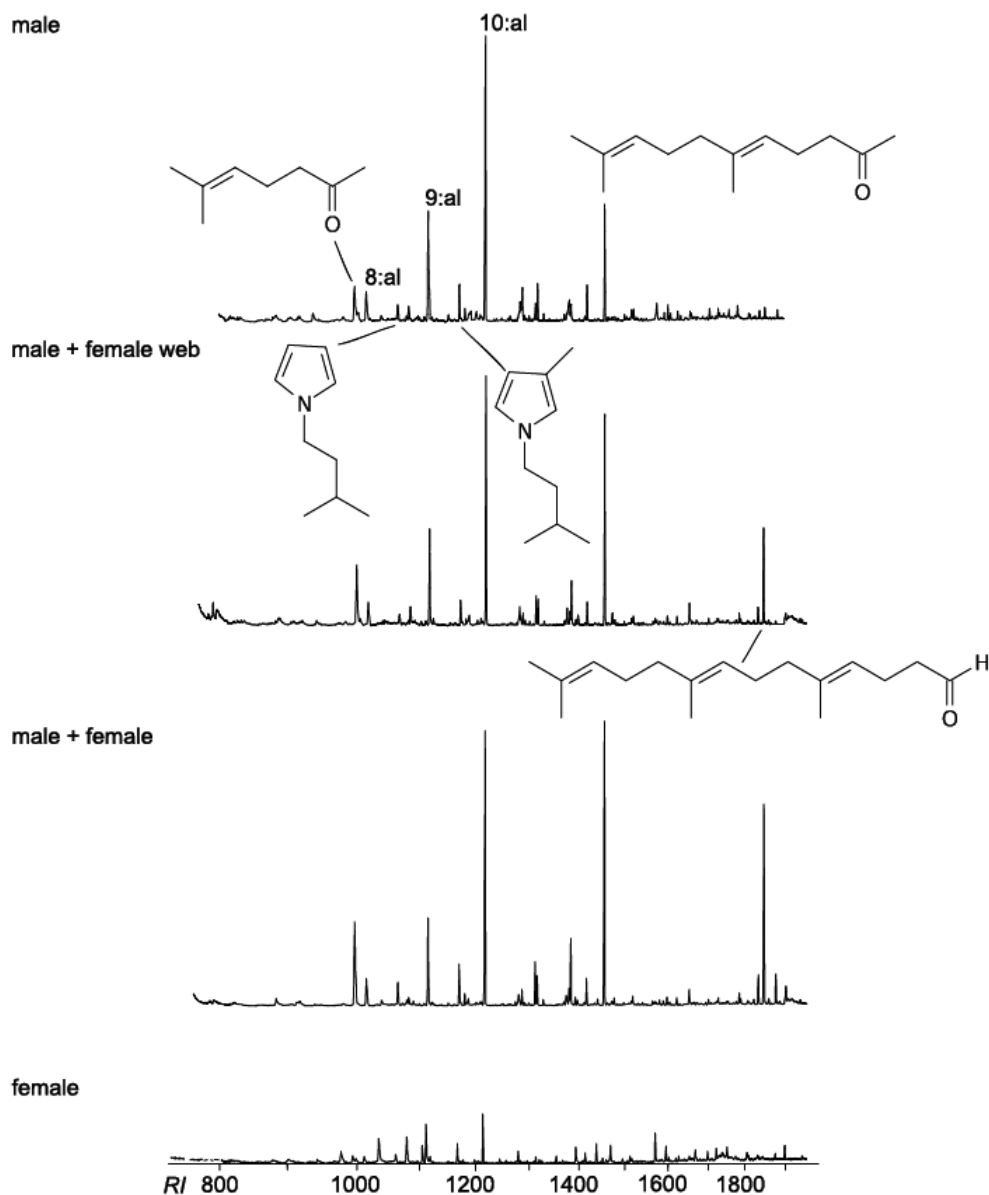 male
10:al
9:al
O
O
8:al
male + female web
N
N
H
O
male + female
female
RI 800 1000 1200 1400 1600 1800